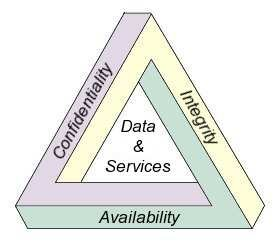 Confidentiality
Integrity
Data
&
Services
Availability